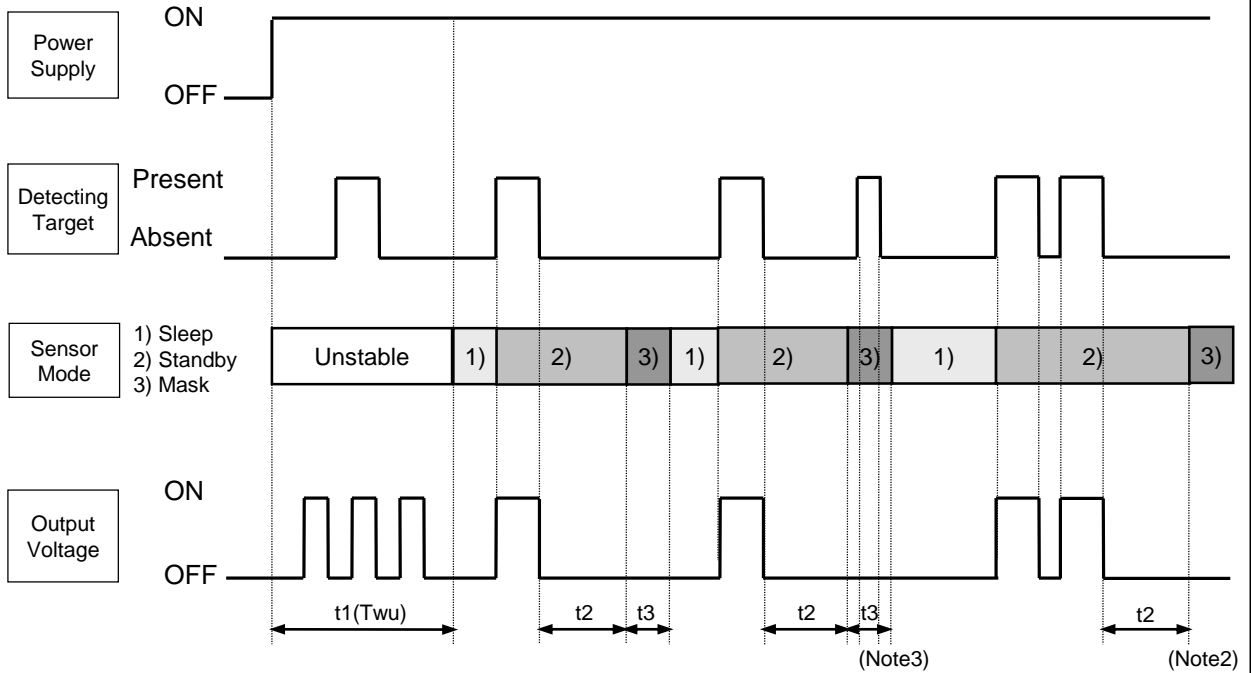 ON
Power
Supply
OFF
Detecting
Target
Present
Absent
Sensor
Mode
1) Sleep
2) Standby
3) Mask
Unstable 1) 2) 3) 1) 2) 3) 1) 2) 3)
Output
Voltage
ON
OFF
t1(Twu) t2 t3 t2 t3 t2
(Note3) (Note2)